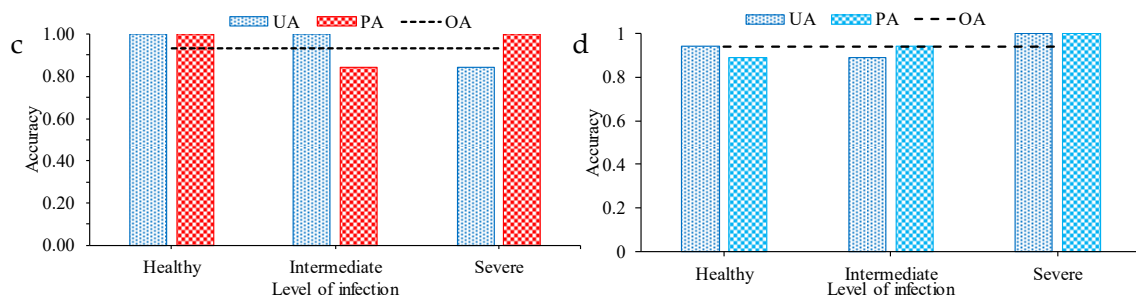 c
UA PA OA
1.00
0.80
0.60
0.40
0.20
0.00
Accuracy
Healthy Intermediate Severe
Level of infection
d
UA PA OA
1
0.8
0.6
0.4
0.2
0
Accuracy
Healthy Intermediate Severe
Level of infection